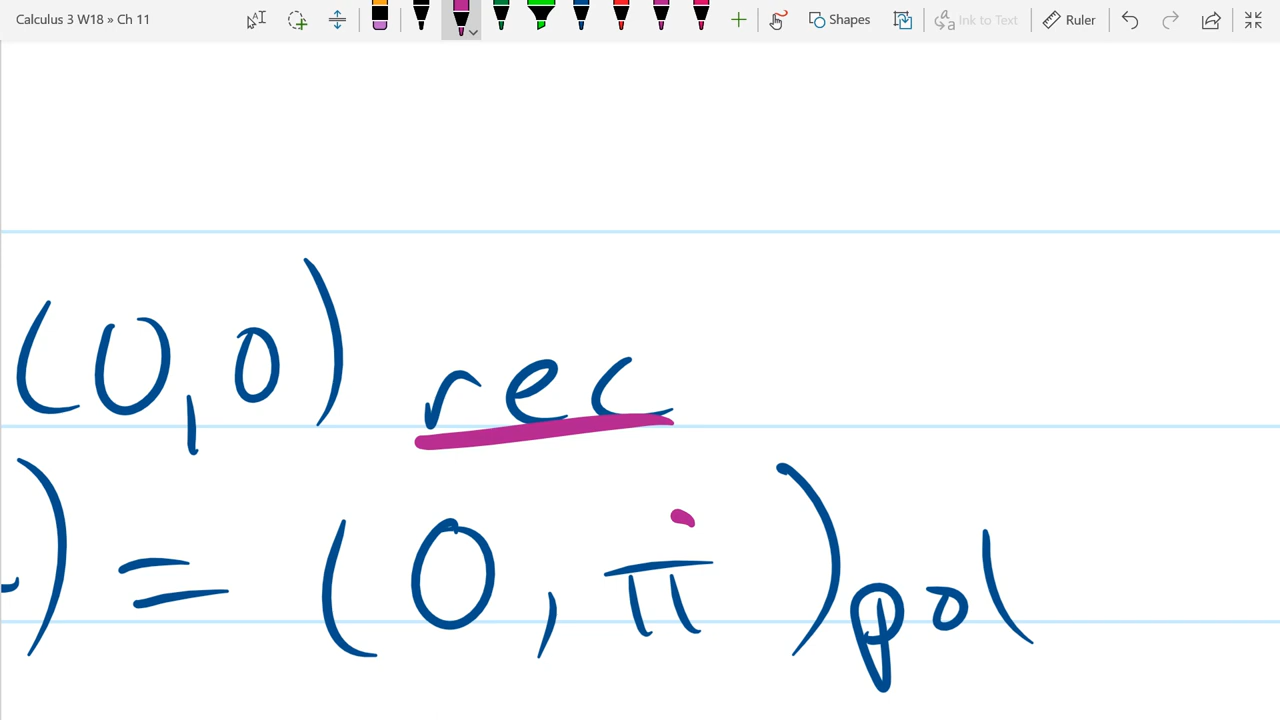 Calculus 3 W18 » Ch 11
Shapes
Ink to Text
Ruler
(0,0) rec
) = (0, π) pol